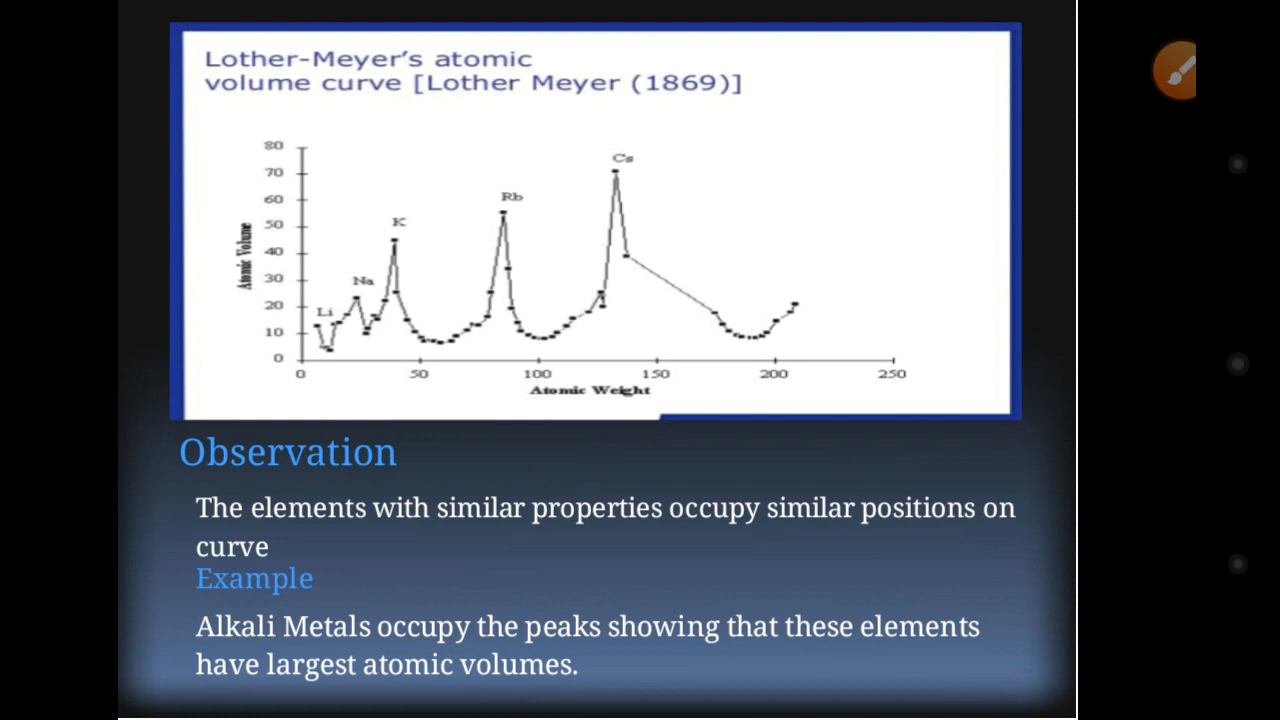 Lother-Meyer's atomic
volume curve [Lother Meyer (1869)]
80
70
60
50
40
30
20
10
0
Atomic Volume
Li
Na
K
Rb
Cs
0 50 100 150 200 250
Atomic Weight
Observation
The elements with similar properties occupy similar positions on
curve
Example
Alkali Metals occupy the peaks showing that these elements
have largest atomic volumes.